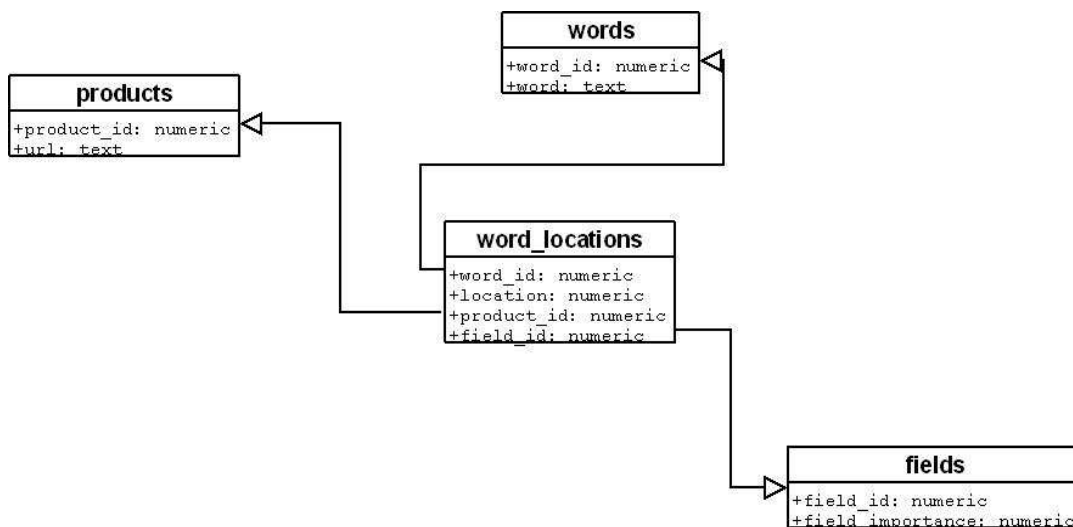 words
+word_id: numeric
+word: text
products
+product_id: numeric
+url: text
word_locations
+word_id: numeric
+location: numeric
+product_id: numeric
+field_id: numeric
fields
+field_id: numeric
+field_importance: numeric